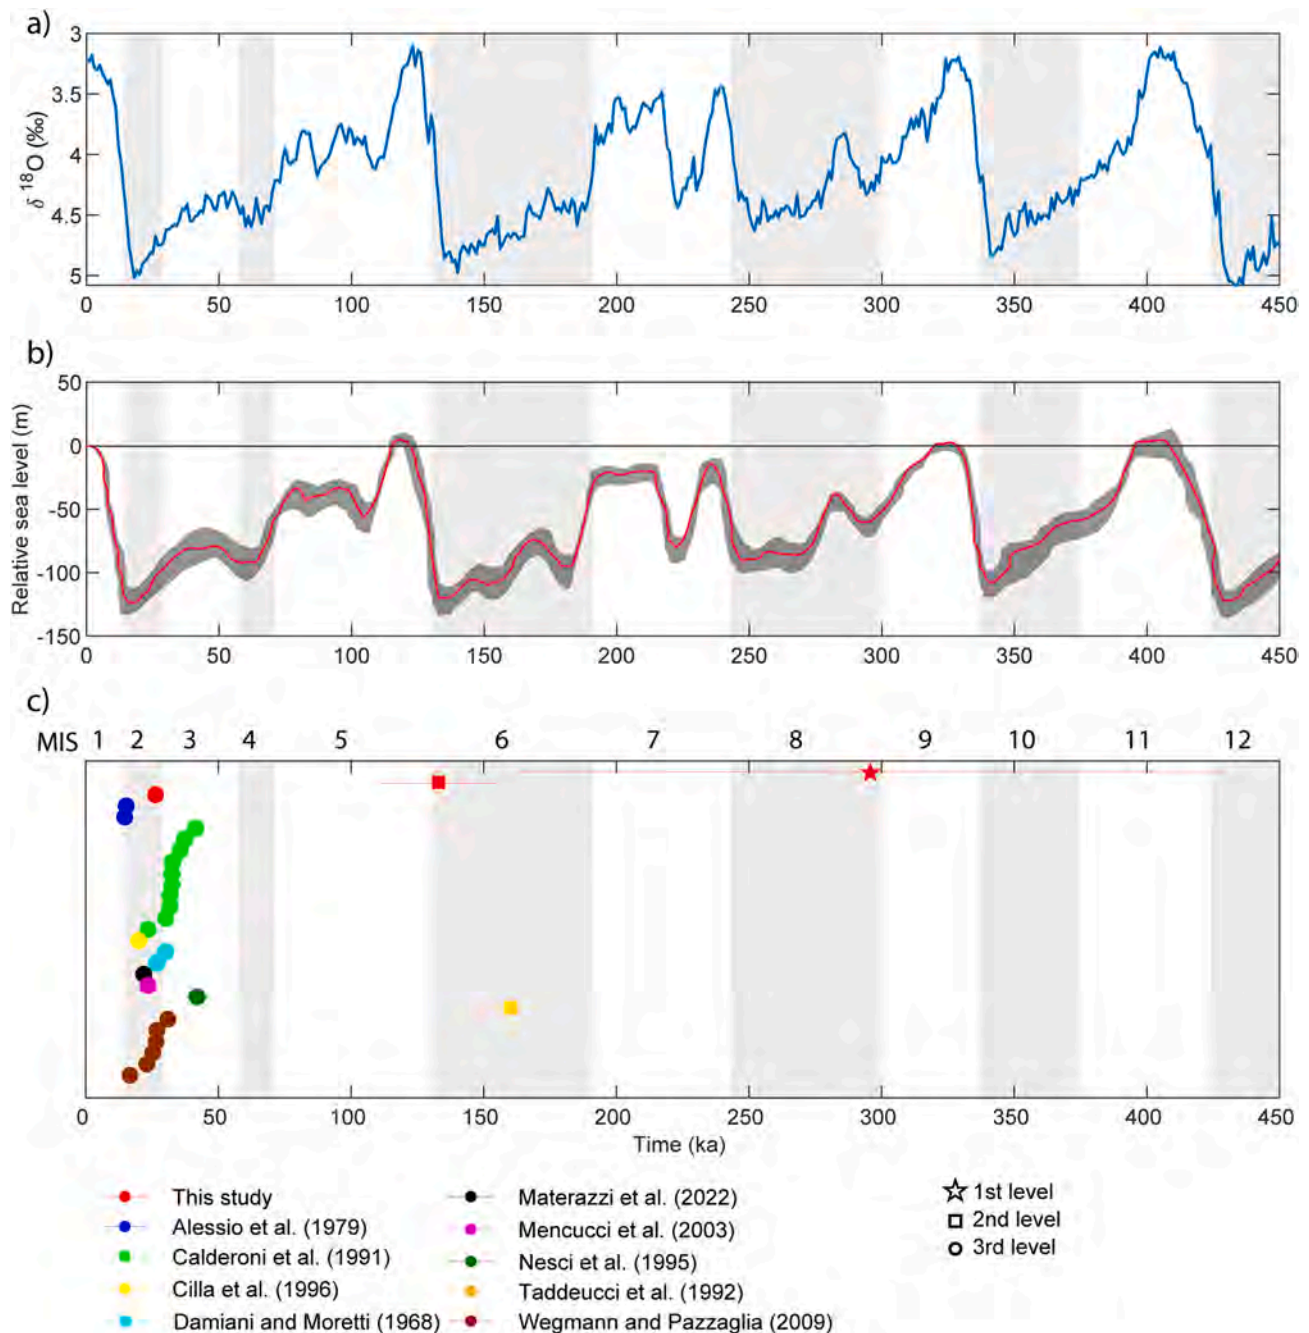 a)
3
3.5
4
4.5
5
δ 18O (‰)
0 50 100 150 200 250 300 350 400 450
b)
50
0
-50
-100
-150
Relative sea level (m)
0 50 100 150 200 250 300 350 400 450
c)
MIS 1 2 3 4 5 6 7 8 9 10 11 12
0 50 100 150 200 250 300 350 400 450
Time (ka)
This study
Alessio et al. (1979)
Calderoni et al. (1991)
Cilla et al. (1996)
Damiani and Moretti (1968)
Materazzi et al. (2022)
Mencucci et al. (2003)
Nesci et al. (1995)
Taddeucci et al. (1992)
Wegmann and Pazzaglia (2009)
1st level
2nd level
3rd level